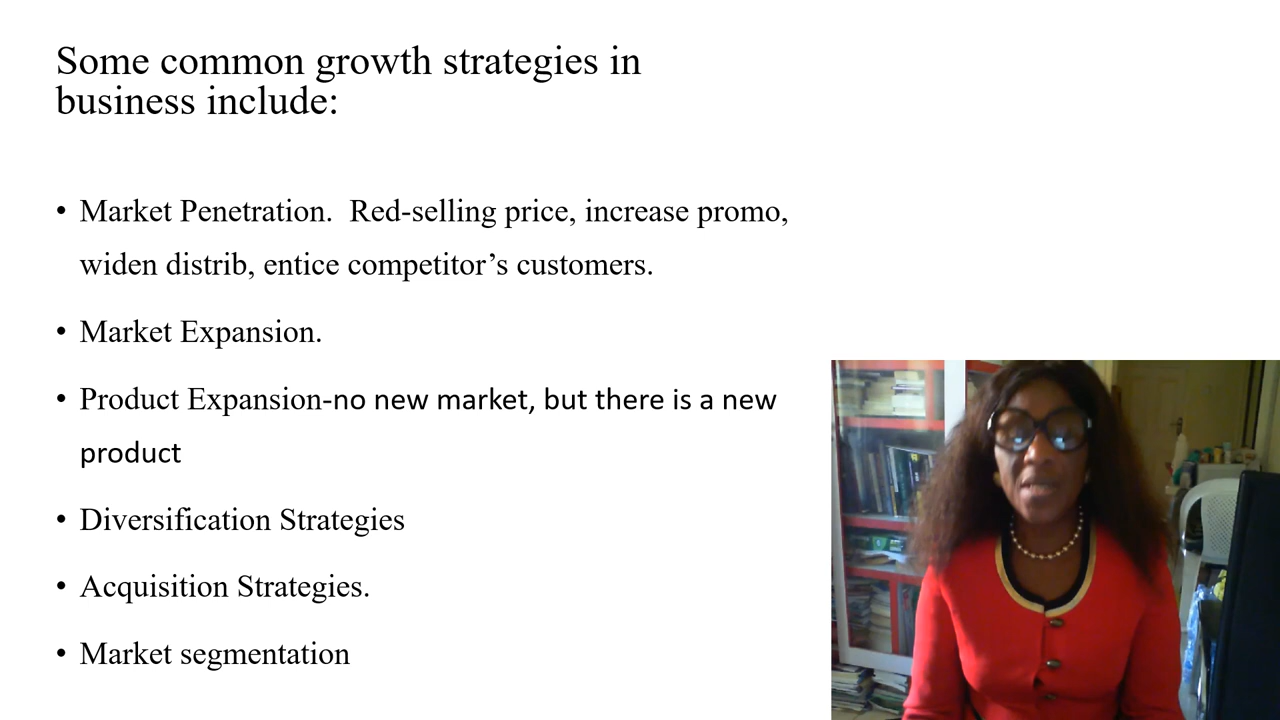 Some common growth strategies in
business include:
• Market Penetration.  Red-selling price, increase promo,
widen distrib, entice competitor’s customers.
• Market Expansion.
• Product Expansion-no new market, but there is a new
product
• Diversification Strategies
• Acquisition Strategies.
• Market segmentation